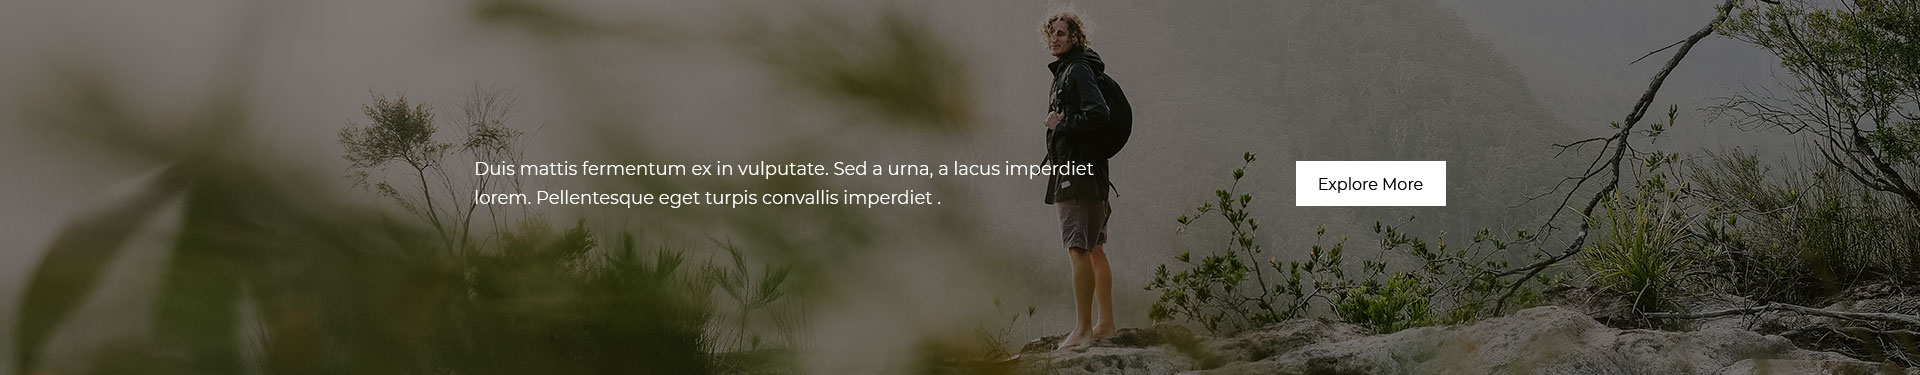 Duis mattis fermentum ex in vulputate. Sed a urna, a lacus imperdiet
lorem. Pellentesque eget turpis convallis imperdiet .
Explore More